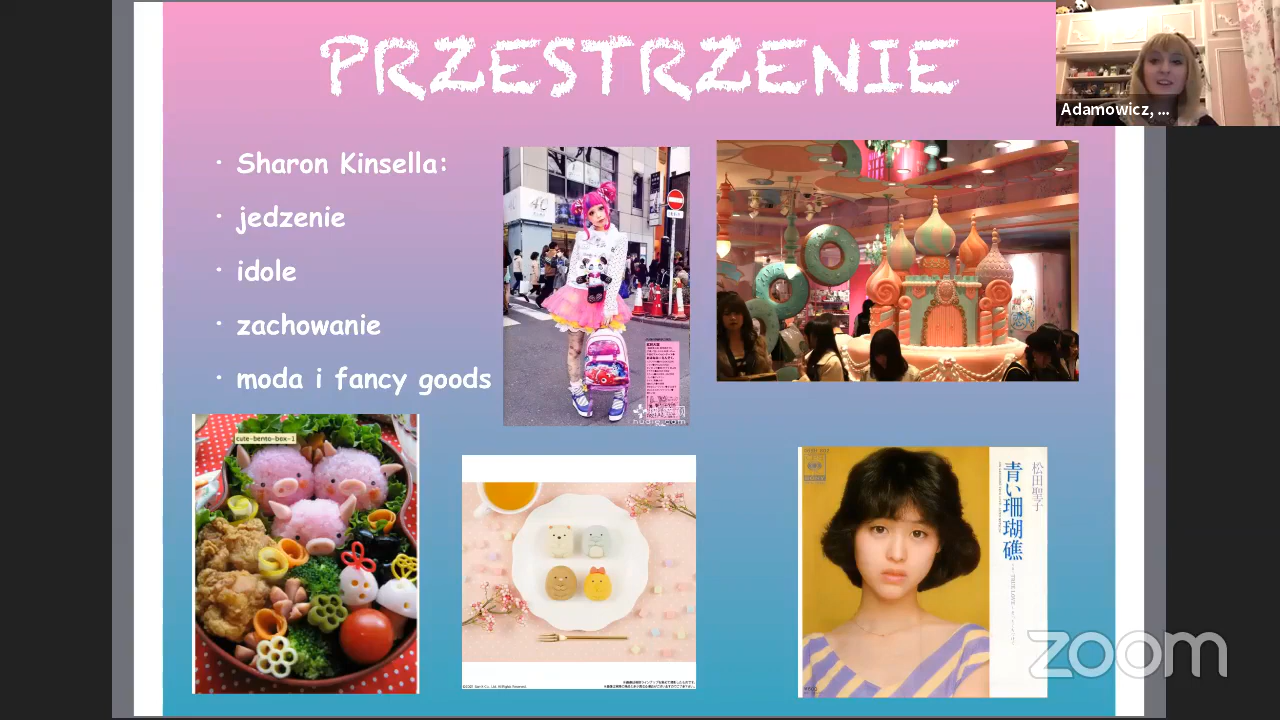 PRZESTRZENIE
Adamowicz, ...
• Sharon Kinsella:
• jedzenie
• idole
• zachowanie
• moda i fancy goods
cute-bento-box-1
松田聖子
青い珊瑚礁
zoom